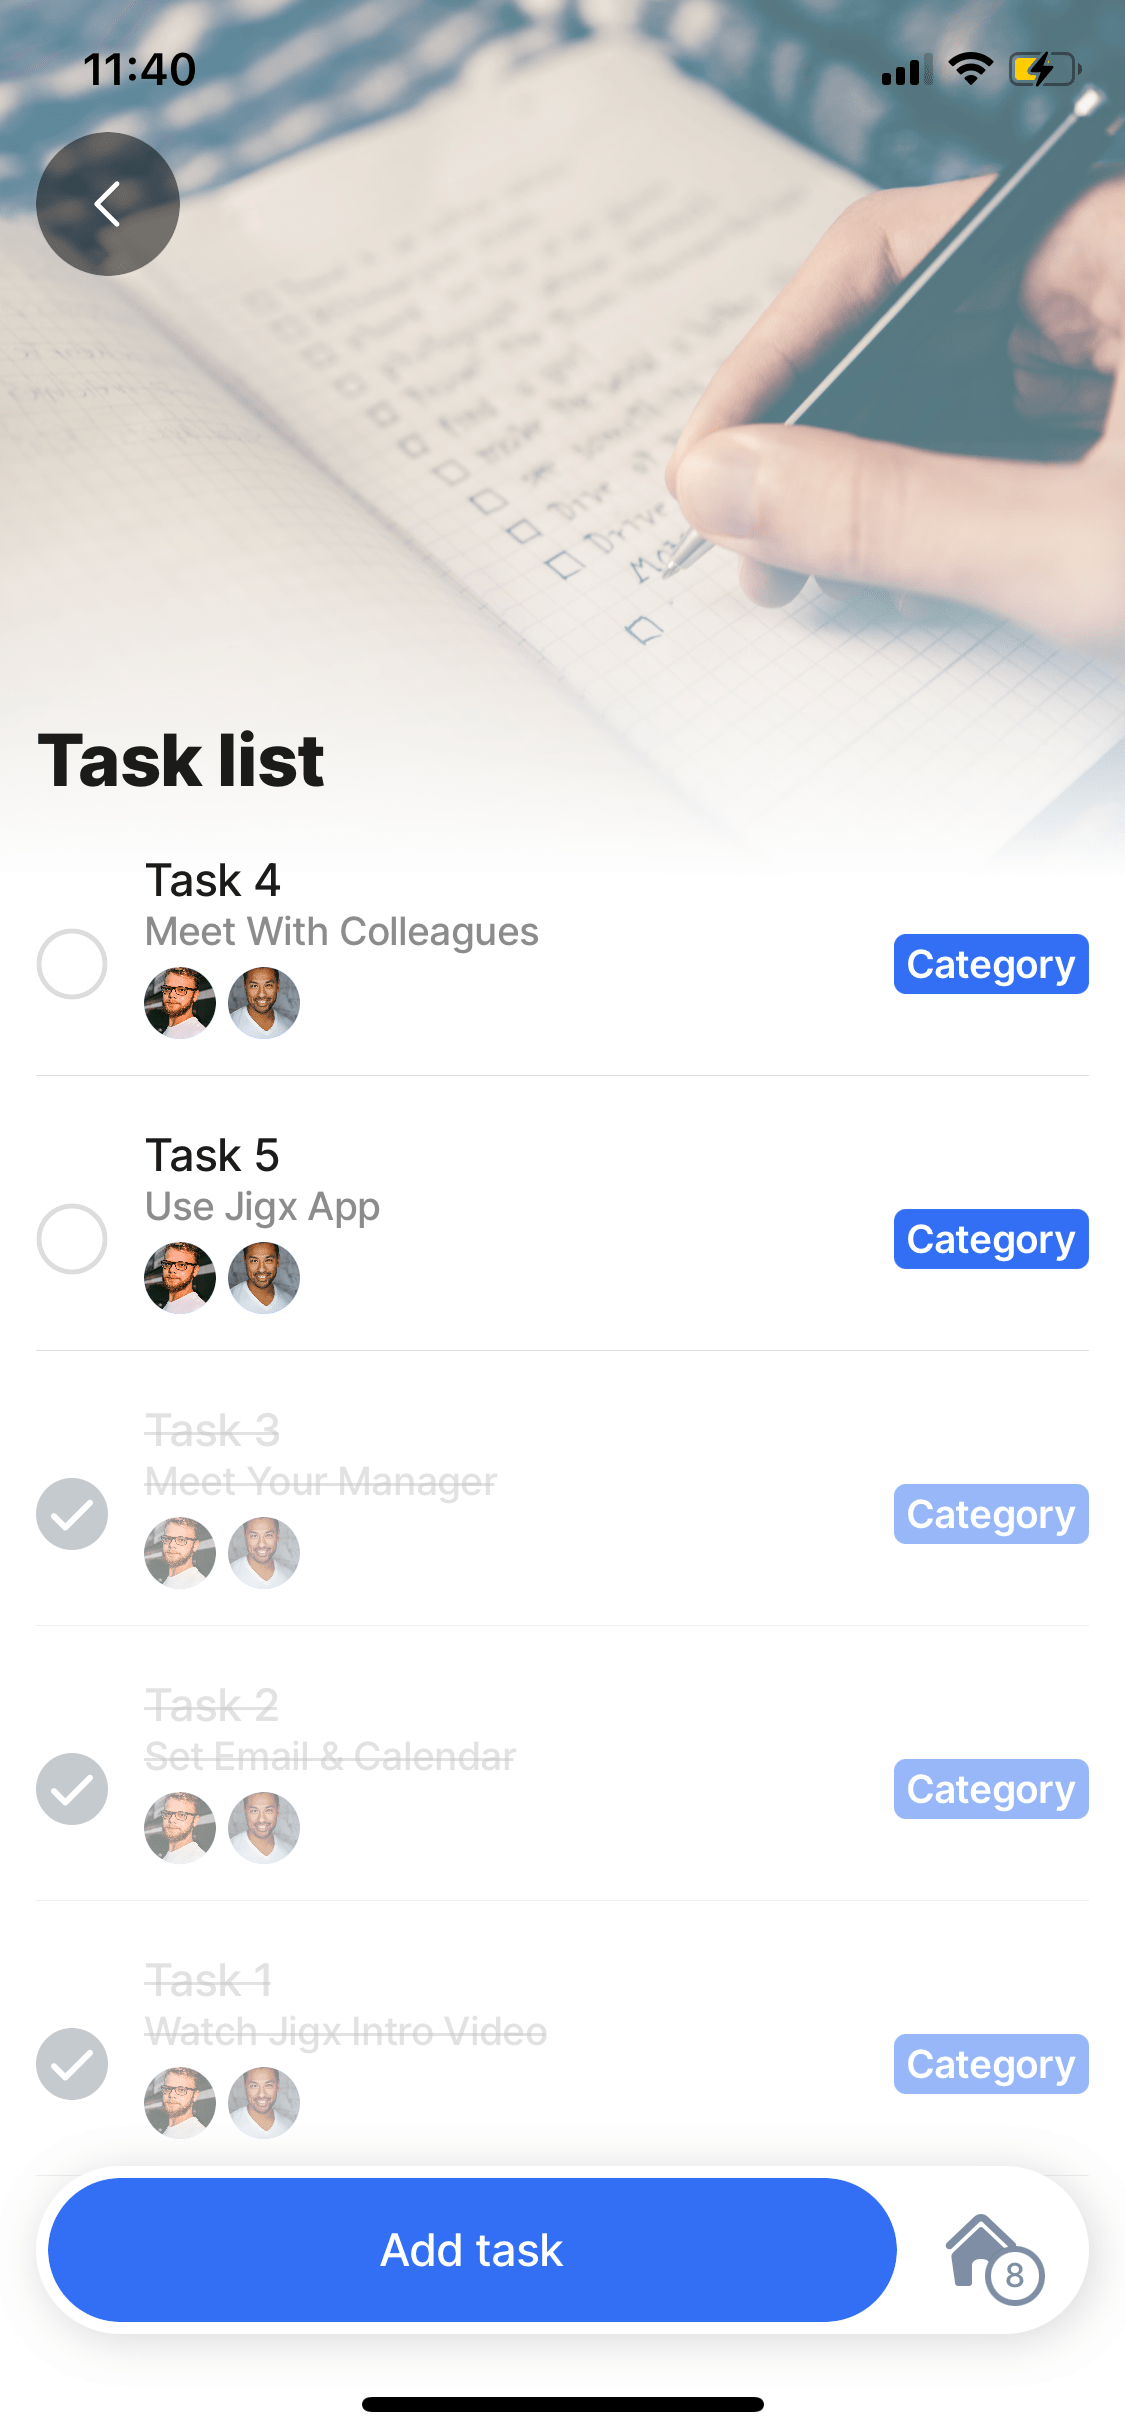 11:40
Drive
Drive
Task list
Task 4
Meet With Colleagues
Category
Task 5
Use Jigx App
Category
Task 3
Meet Your Manager
Category
Task 2
Set Email & Calendar
Category
Task 1
Watch Jigx Intro Video
Category
Add task
8